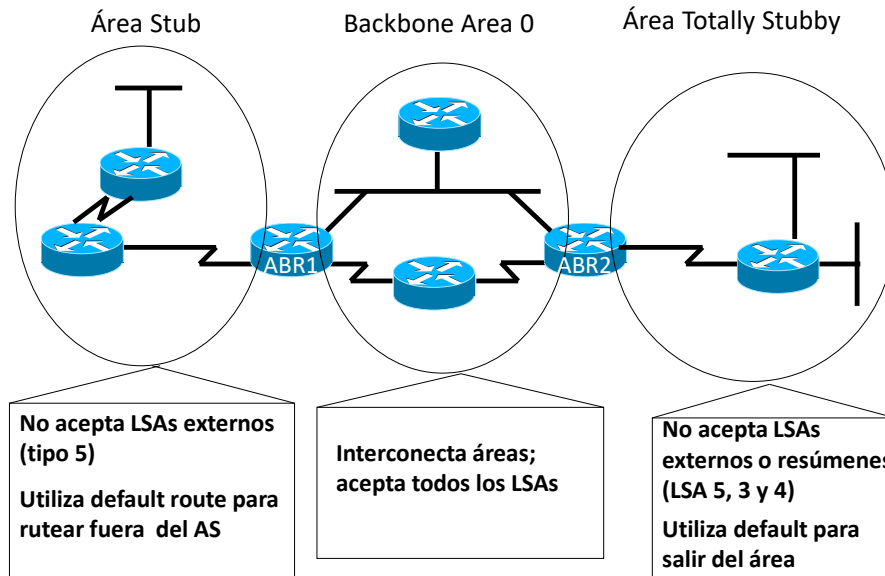 Área Stub
Backbone Area 0
Área Totally Stubby
ABR1
ABR2
No acepta LSAs externos
(tipo 5)
Utiliza default route para
rutear fuera del AS
Interconecta áreas;
acepta todos los LSAs
No acepta LSAs
externos o resúmenes
(LSA 5, 3 y 4)
Utiliza default para
salir del área